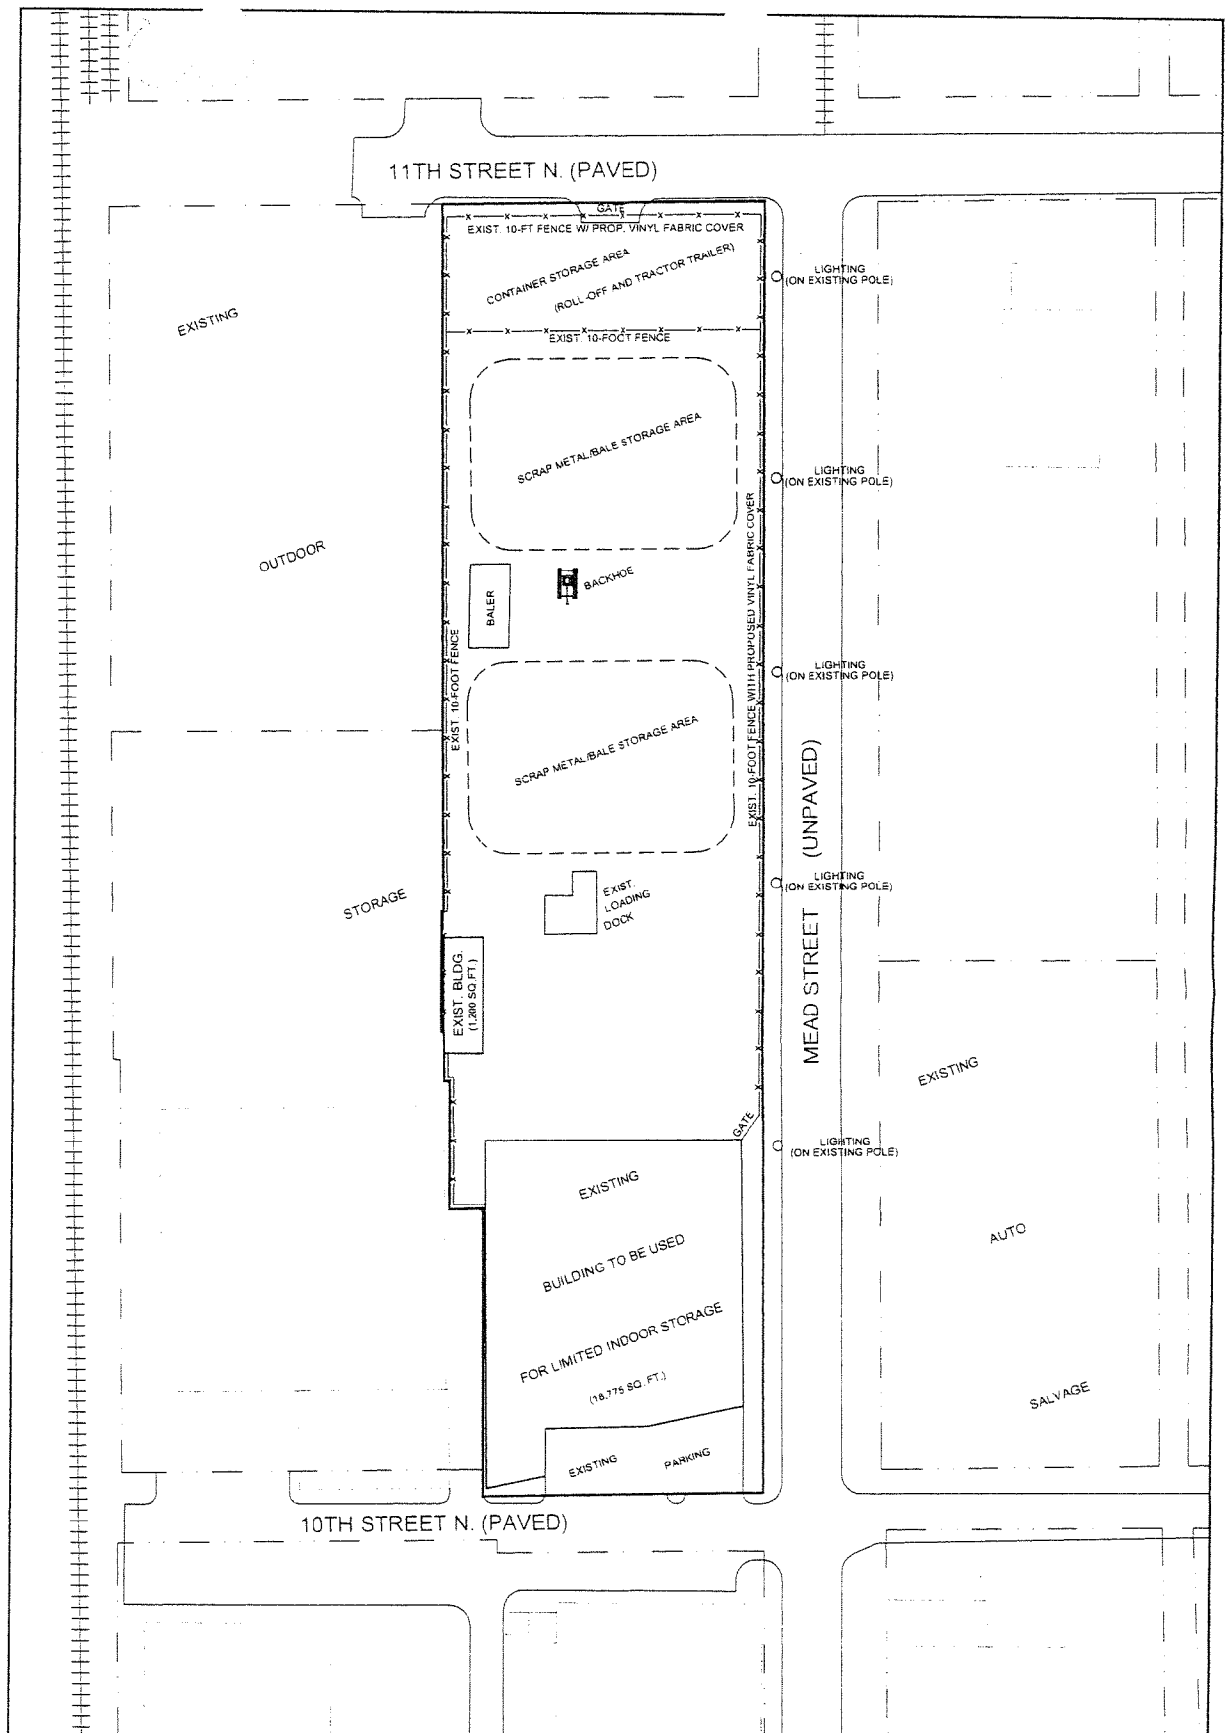 11TH STREET N. (PAVED)
GATE
EXIST. 10-FT FENCE W/ PROP. VINYL FABRIC COVER
CONTAINER STORAGE AREA
(ROLL-OFF AND TRACTOR TRAILER)
LIGHTING
(ON EXISTING POLE)
EXISTING
EXIST. 10-FOOT FENCE
SCRAP METAL/BALE STORAGE AREA
LIGHTING
(ON EXISTING POLE)
OUTDOOR
BACKHOE
BALER
EXIST. 10-FOOT FENCE
EXIST. 10-FOOT FENCE WITH PROPOSED VINYL FABRIC COVER
LIGHTING
(ON EXISTING POLE)
SCRAP METAL/BALE STORAGE AREA
MEAD STREET (UNPAVED)
STORAGE
EXIST.
LOADING
DOCK
LIGHTING
(ON EXISTING POLE)
EXIST. BLDG.
(1,200 SQ.FT.)
EXISTING
GATE
LIGHTING
(ON EXISTING POLE)
EXISTING
BUILDING TO BE USED
FOR LIMITED INDOOR STORAGE
(16,775 SQ. FT.)
AUTO
SALVAGE
EXISTING PARKING
10TH STREET N. (PAVED)